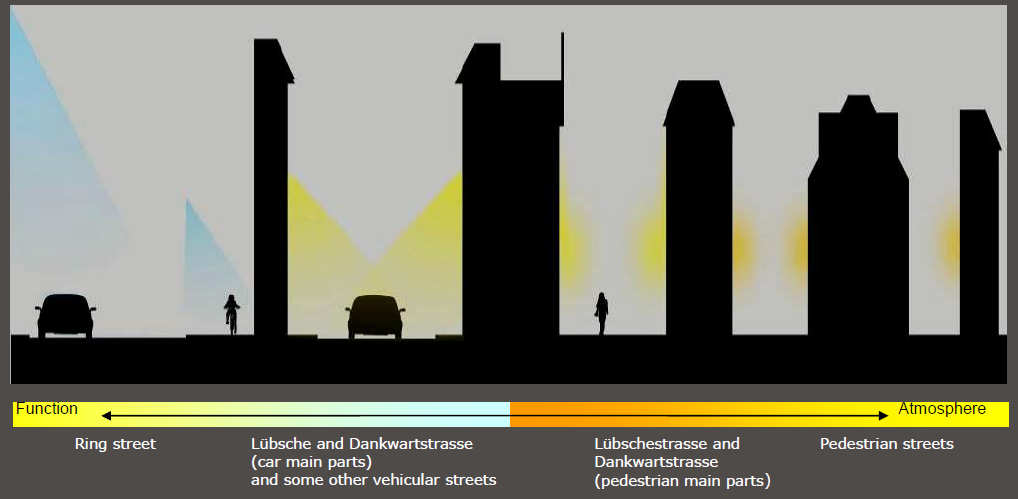 Function
Atmosphere
Ring street
Lübsche and Dankwartstrasse
(car main parts)
and some other vehicular streets
Lübschestrasse and
Dankwartstrasse
(pedestrian main parts)
Pedestrian streets